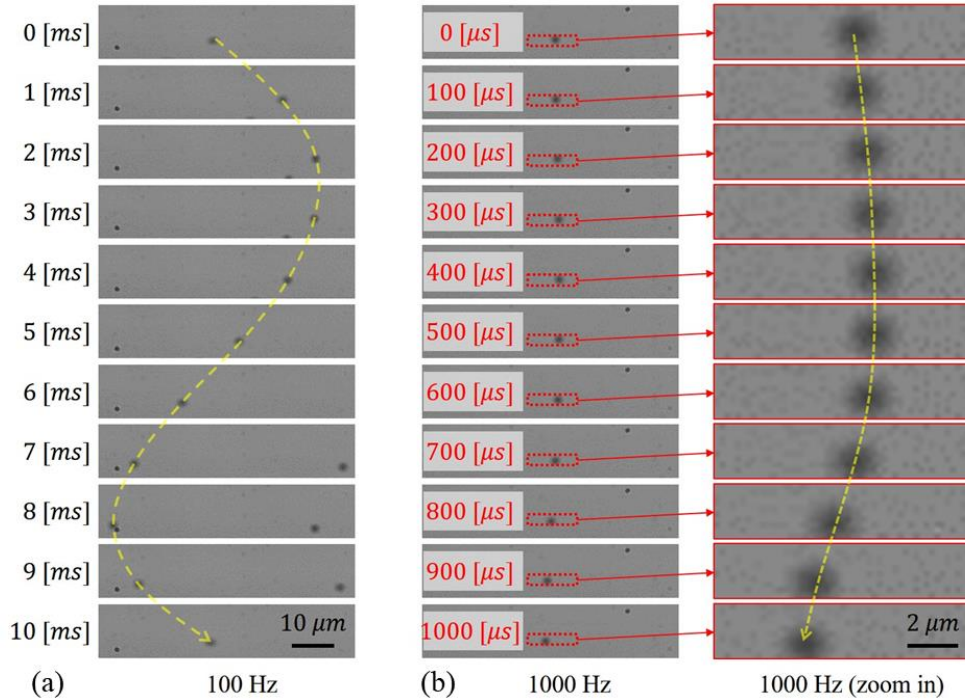 0 [ms]
1 [ms]
2 [ms]
3 [ms]
4 [ms]
5 [ms]
6 [ms]
7 [ms]
8 [ms]
9 [ms]
10 [ms]
10 μm
(a)
100 Hz
0 [μs]
100 [μs]
200 [μs]
300 [μs]
400 [μs]
500 [μs]
600 [μs]
700 [μs]
800 [μs]
900 [μs]
1000 [μs]
2 μm
(b)
1000 Hz
1000 Hz (zoom in)